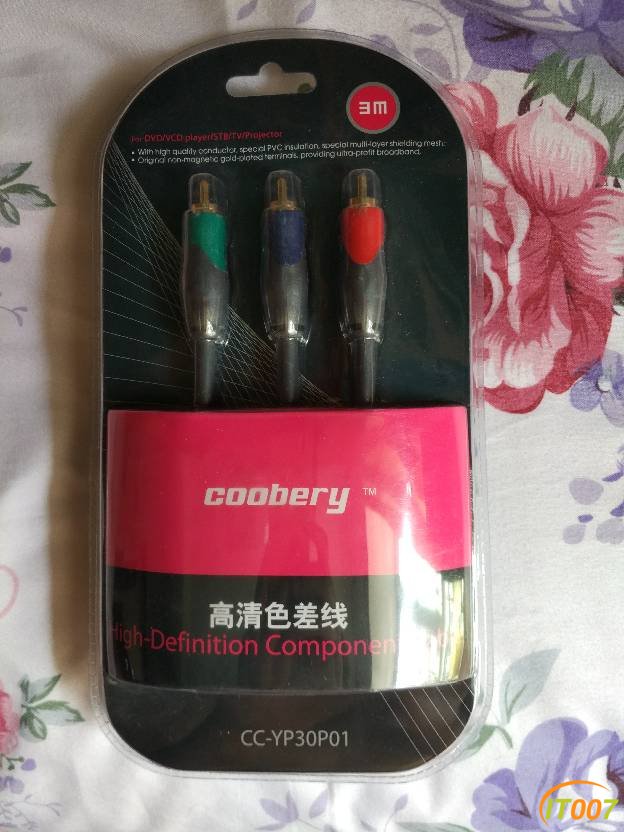 3M
For DVD/VCD player/STB/TV/Projector
• With high quality conductor, special PVC insulation, special multi-layer shielding mesh;
• Original non-magnetic gold-plated terminals, providing ultra-profit broadband.
coobery ™
高清色差线
High-Definition Component
CC-YP30P01
IT007